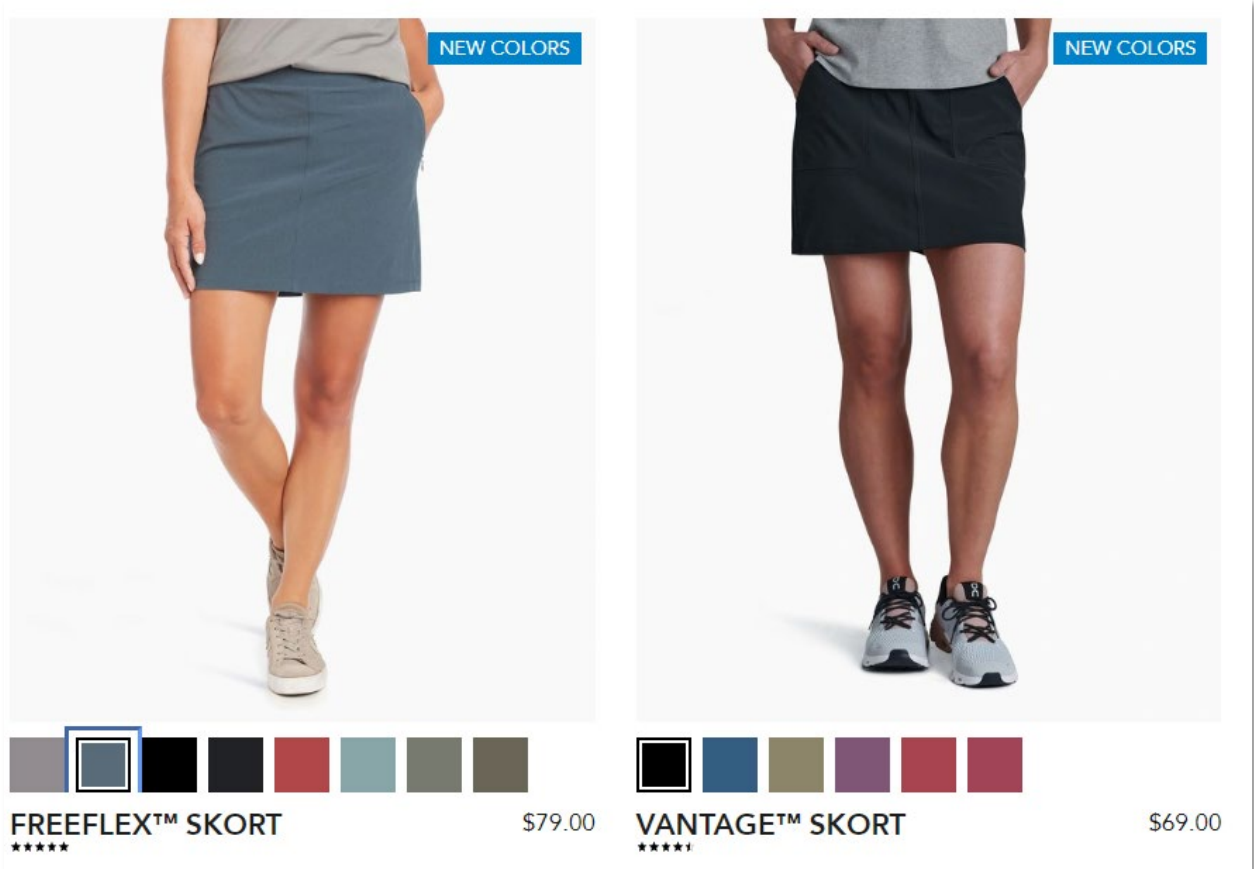 NEW COLORS
NEW COLORS
FREEFLEX™ SKORT
$79.00
VANTAGE™ SKORT
$69.00